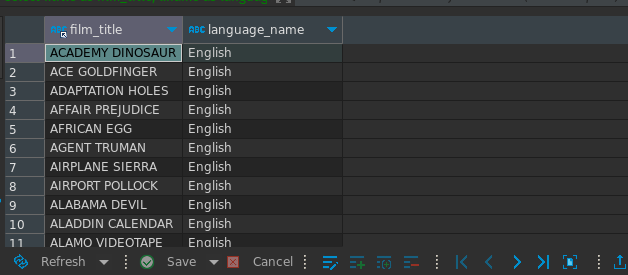 ABC film_title ABC language_name
1 ACADEMY DINOSAUR English
2 ACE GOLDFINGER English
3 ADAPTATION HOLES English
4 AFFAIR PREJUDICE English
5 AFRICAN EGG English
6 AGENT TRUMAN English
7 AIRPLANE SIERRA English
8 AIRPORT POLLOCK English
9 ALABAMA DEVIL English
10 ALADDIN CALENDAR English
11 ALAMO VIDEOTAPE English
Refresh Save Cancel